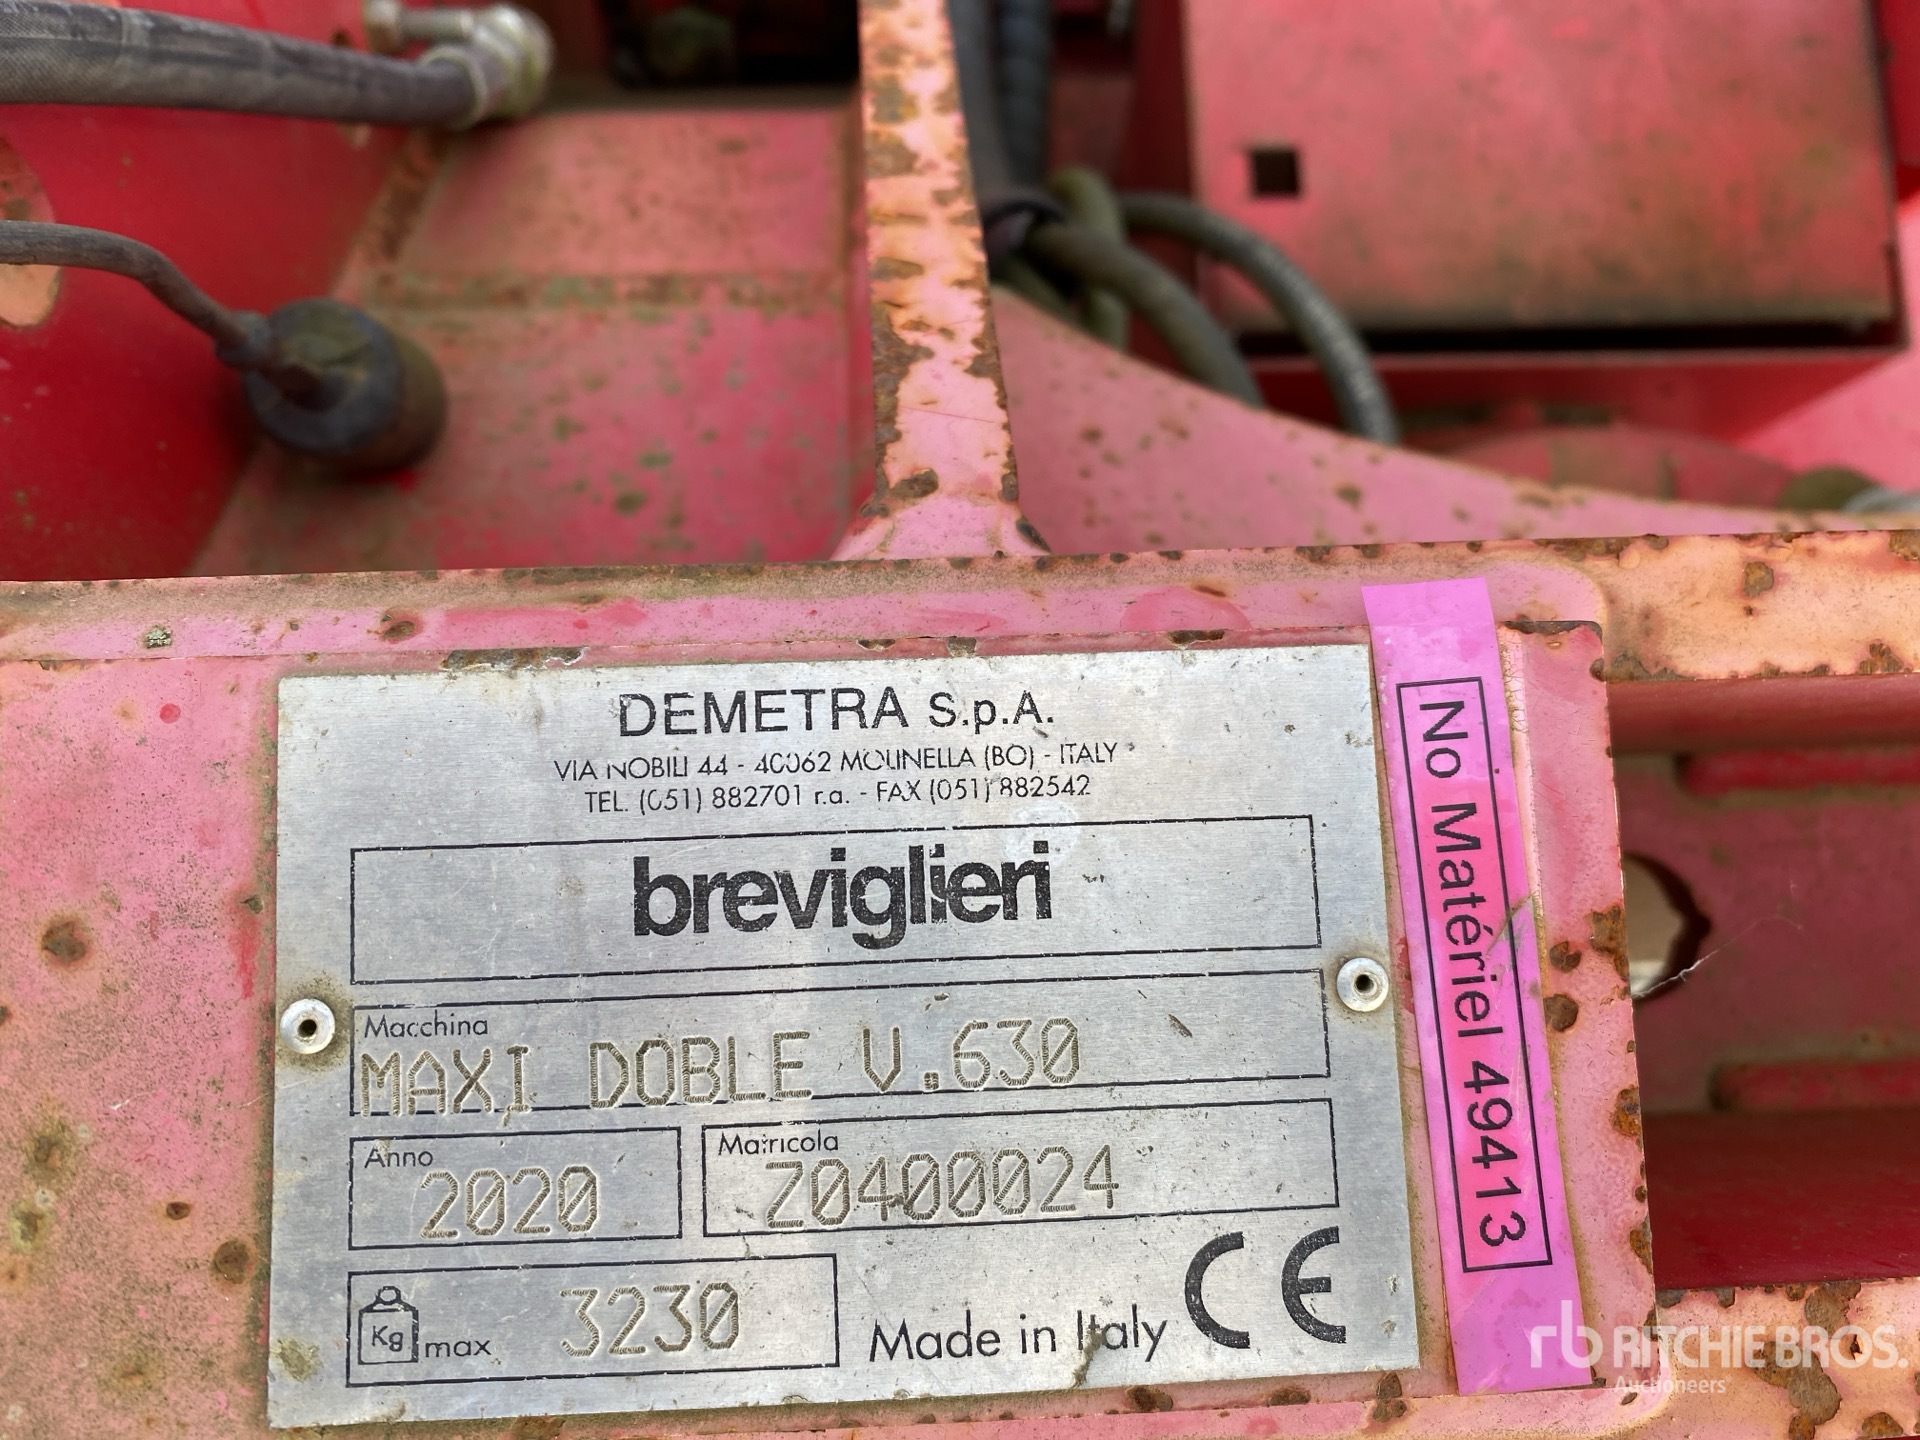 DEMETRA S.p.A.
VIA NOBILI 44 - 40062 MOLINELLA (BO) - ITALY
TEL. (051) 882701 r.a. - FAX (051) 882542
breviglieri
Macchina
MAXI DOBLE V.630
Anno
2020
Matricola
Z0400024
Kg max 3230
Made in Italy CE
No Matériel 49413
rb RITCHIE BROS.
Auctioneers